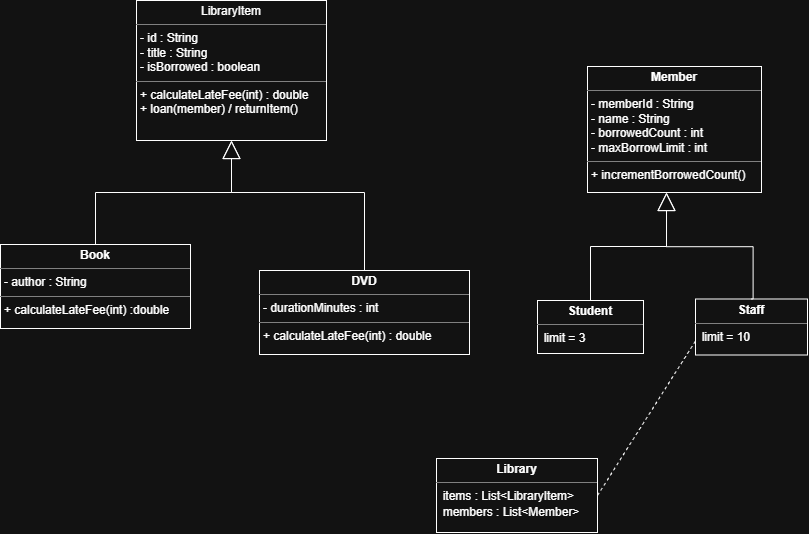 LibraryItem
- id : String
- title : String
- isBorrowed : boolean
+ calculateLateFee(int) : double
+ loan(member) / returnItem()
Member
- memberId : String
- name : String
- borrowedCount : int
- maxBorrowLimit : int
+ incrementBorrowedCount()
Book
- author : String
+ calculateLateFee(int) :double
DVD
- durationMinutes : int
+ calculateLateFee(int) : double
Student
limit = 3
Staff
limit = 10
Library
items : List<LibraryItem>
members : List<Member>